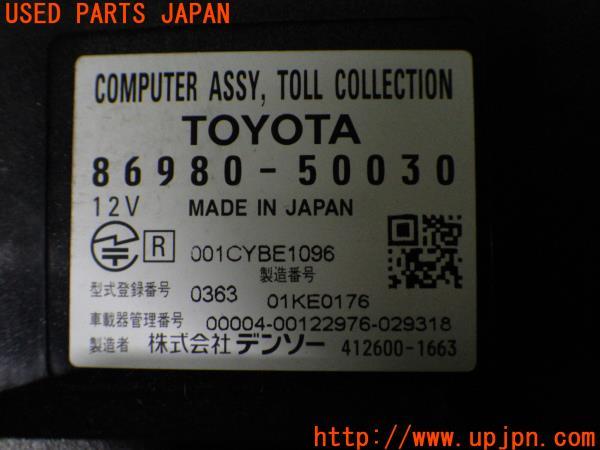 USED PARTS JAPAN
COMPUTER ASSY, TOLL COLLECTION
TOYOTA
86980-50030
12V MADE IN JAPAN
R 001CYBE1096
製造番号
型式登録番号 0363 01KE0176
車載器管理番号 00004-00122976-029318
製造者 株式会社デンソー 412600-1663
http://www.upjpn.com/